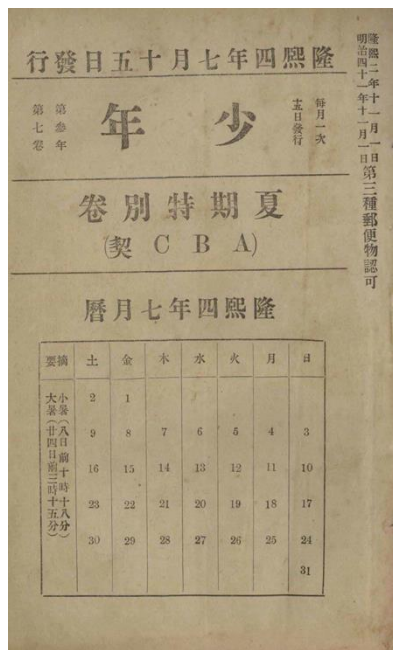 隆熙二年十一月一日
明治四十一年十一月一日
第三種郵便物認可
隆熙四年七月十五日發行
每月一次
十五日發行
少年
第參年
第七卷
夏期特別卷
(A B C 契)
隆熙四年七月曆
日 月 火 水 木 金 土 摘要
1 2
3 4 5 6 7 8 9
10 11 12 13 14 15 16
17 18 19 20 21 22 23
24 25 26 27 28 29 30
31
小暑(八日前十時十八分)
大暑(廿四日前三時十五分)